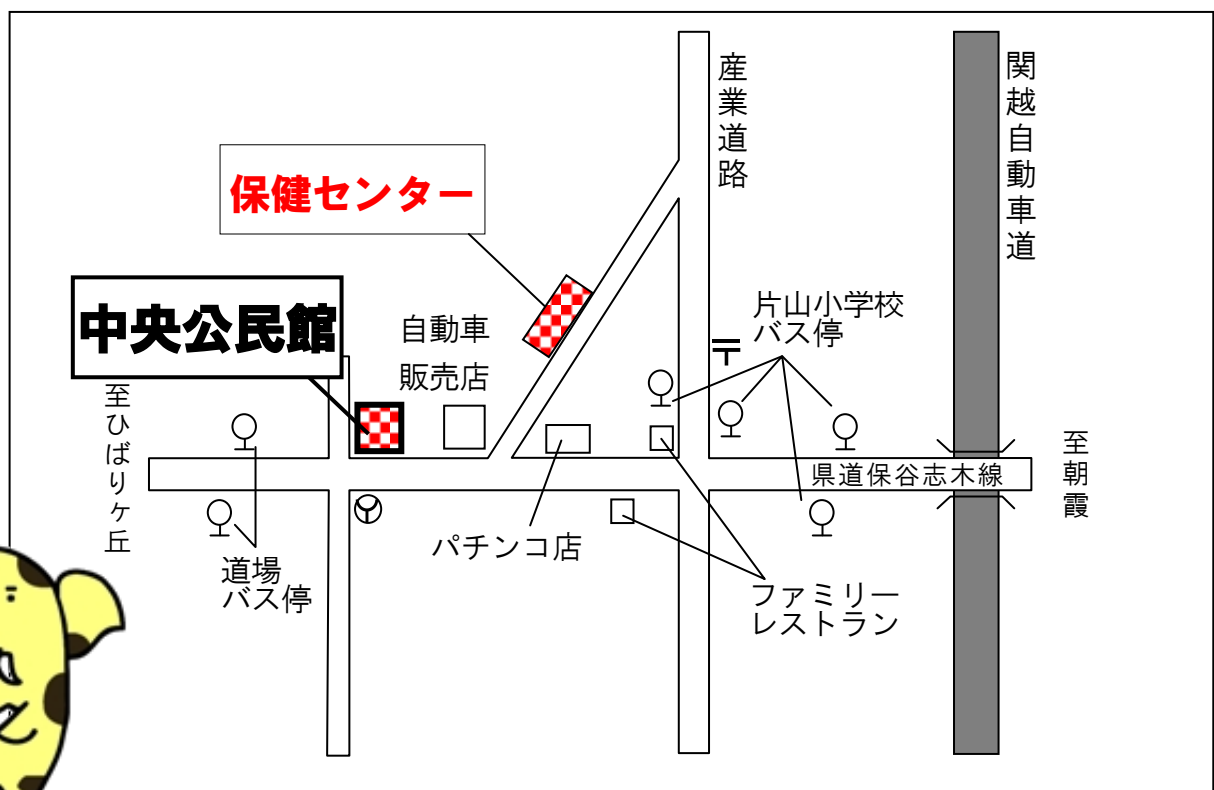 産業道路
関越自動車道
保健センター
中央公民館
自動車
販売店
片山小学校
バス停
至ひばりヶ丘
県道保谷志木線
至朝霞
パチンコ店
道場
バス停
ファミリー
レストラン